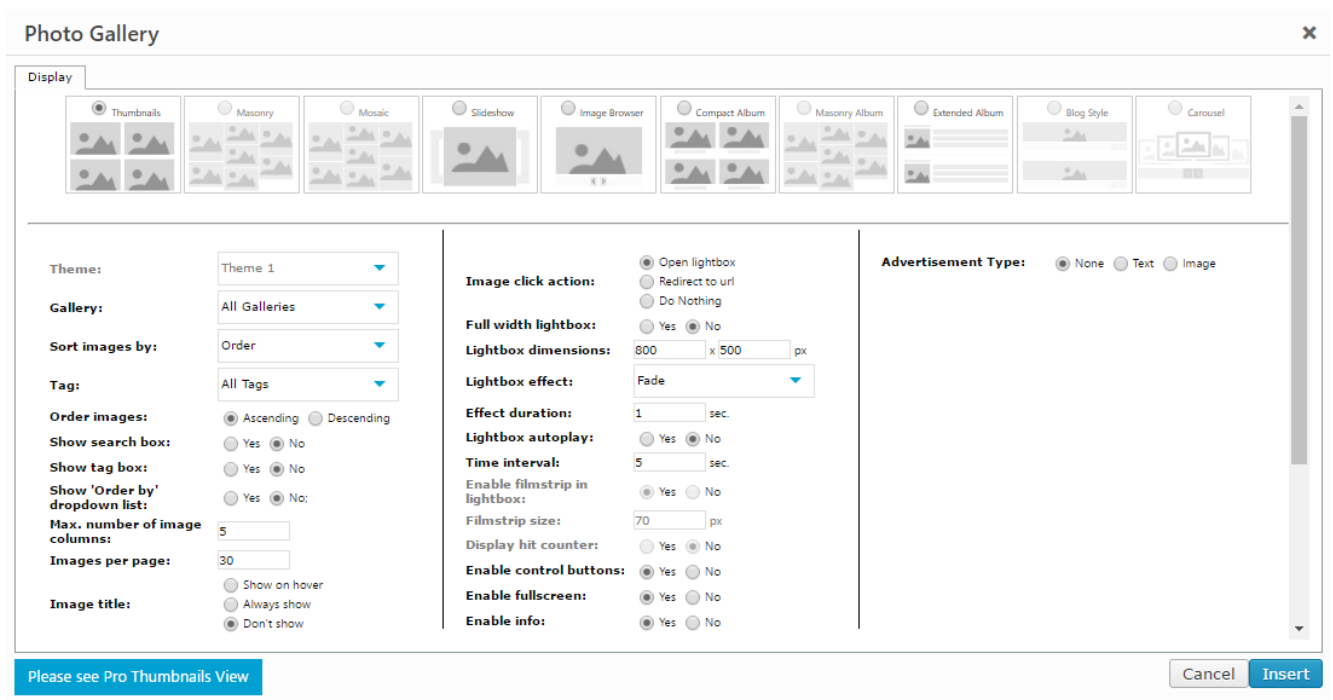 Photo Gallery ×
Display
Thumbnails Masonry Mosaic Slideshow Image Browser Compact Album Masonry Album Extended Album Blog Style Carousel
Theme: Theme 1
Gallery: All Galleries
Sort images by: Order
Tag: All Tags
Order images: Ascending Descending
Show search box: Yes No
Show tag box: Yes No
Show 'Order by'
dropdown list: Yes No;
Max. number of image
columns: 5
Images per page: 30
Image title: Show on hover
Always show
Don't show
Image click action: Open lightbox
Redirect to url
Do Nothing
Full width lightbox: Yes No
Lightbox dimensions: 800 x 500 px
Lightbox effect: Fade
Effect duration: 1 sec.
Lightbox autoplay: Yes No
Time interval: 5 sec.
Enable filmstrip in
lightbox: Yes No
Filmstrip size: 70 px
Display hit counter: Yes No
Enable control buttons: Yes No
Enable fullscreen: Yes No
Enable info: Yes No
Advertisement Type: None Text Image
Please see Pro Thumbnails View
Cancel Insert